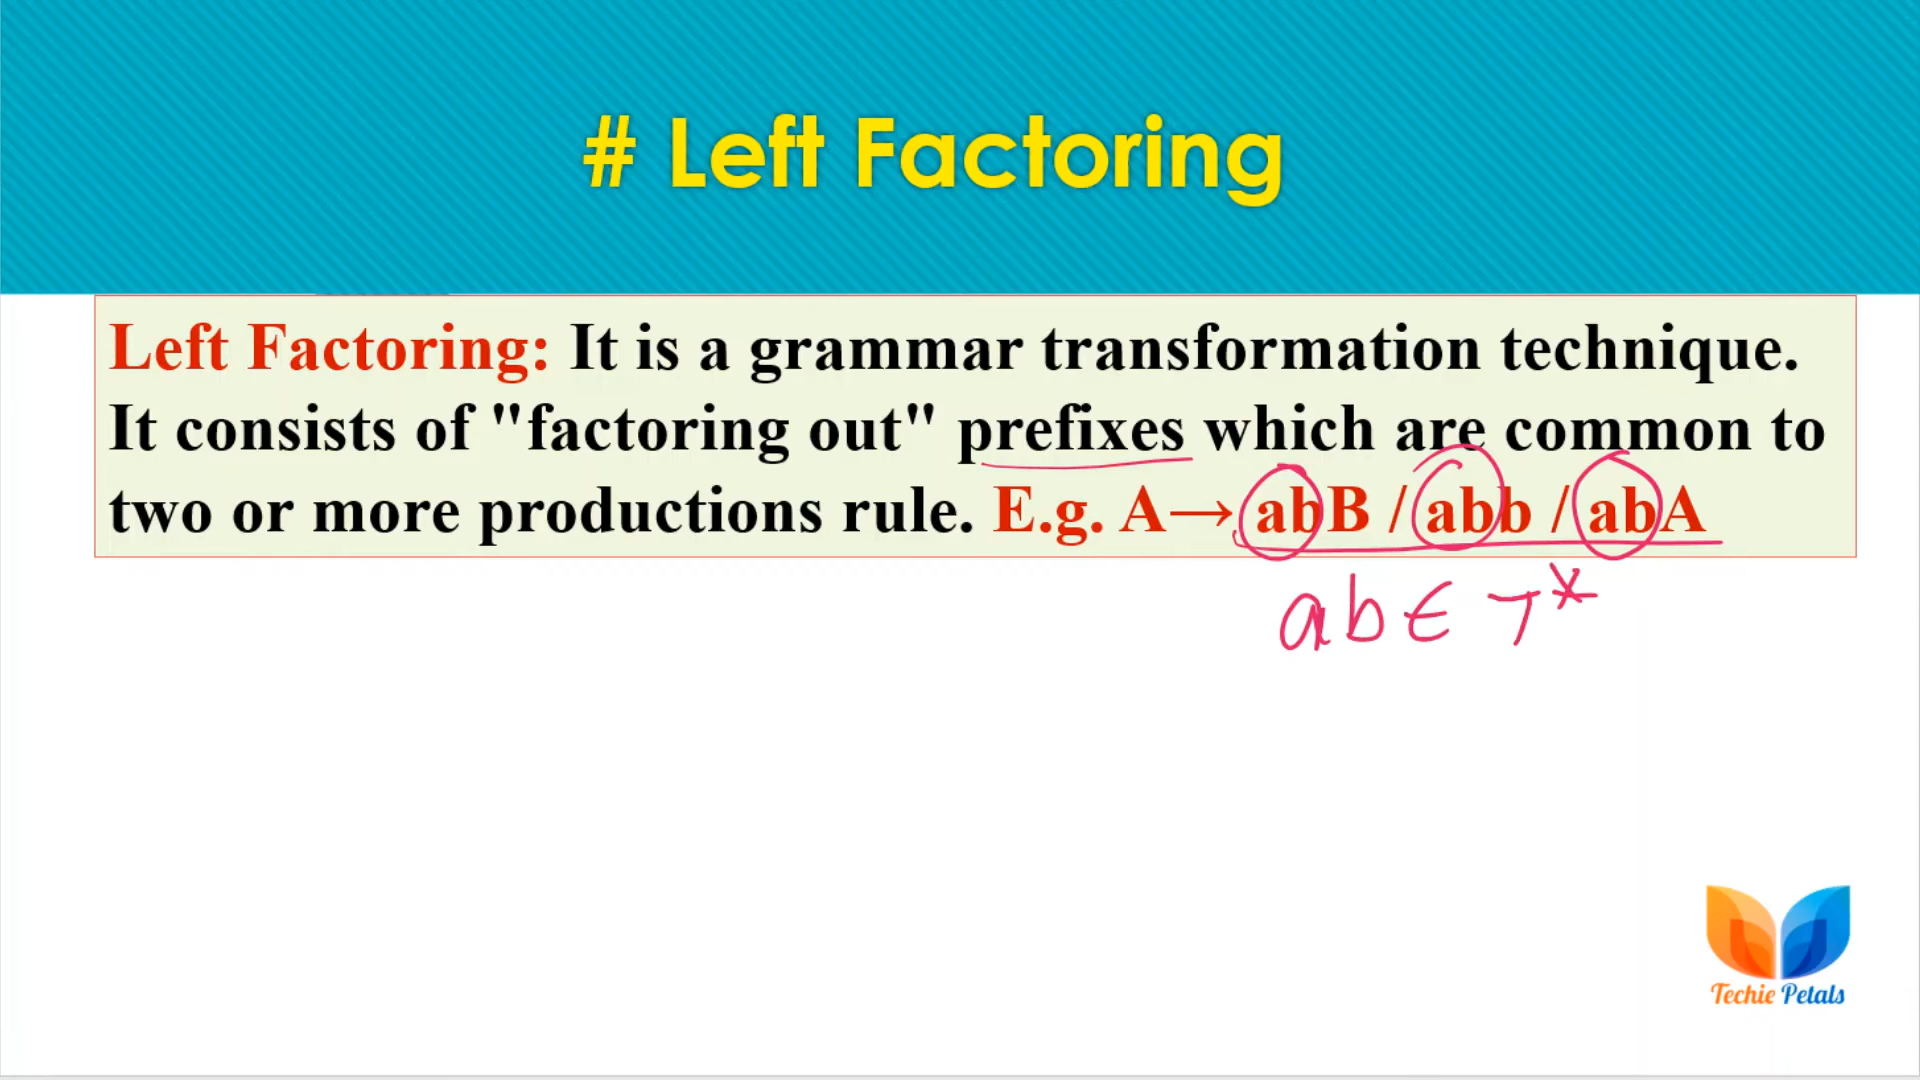 # Left Factoring
Left Factoring: It is a grammar transformation technique.
It consists of "factoring out" prefixes which are common to
two or more productions rule. E.g. A→ abB / abb / abA
ab ∈ T*
Techie Petals